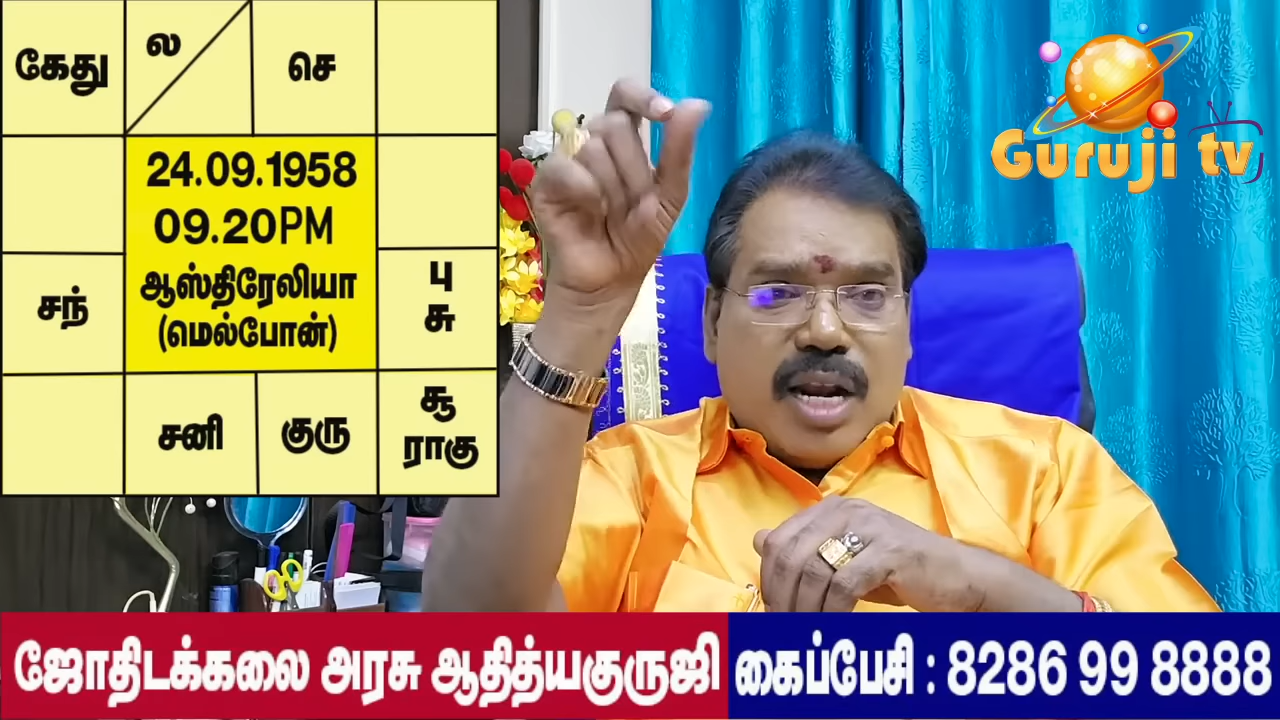 கேது
ல
செ
24.09.1958
09.20PM
ஆஸ்திரேலியா
(மெல்போன்)
சந்
பு
சு
சனி
குரு
சூ
ராகு
Guruji tv
ஜோதிடக்கலை அரசு ஆதித்யகுருஜி
கைப்பேசி : 8286 99 8888